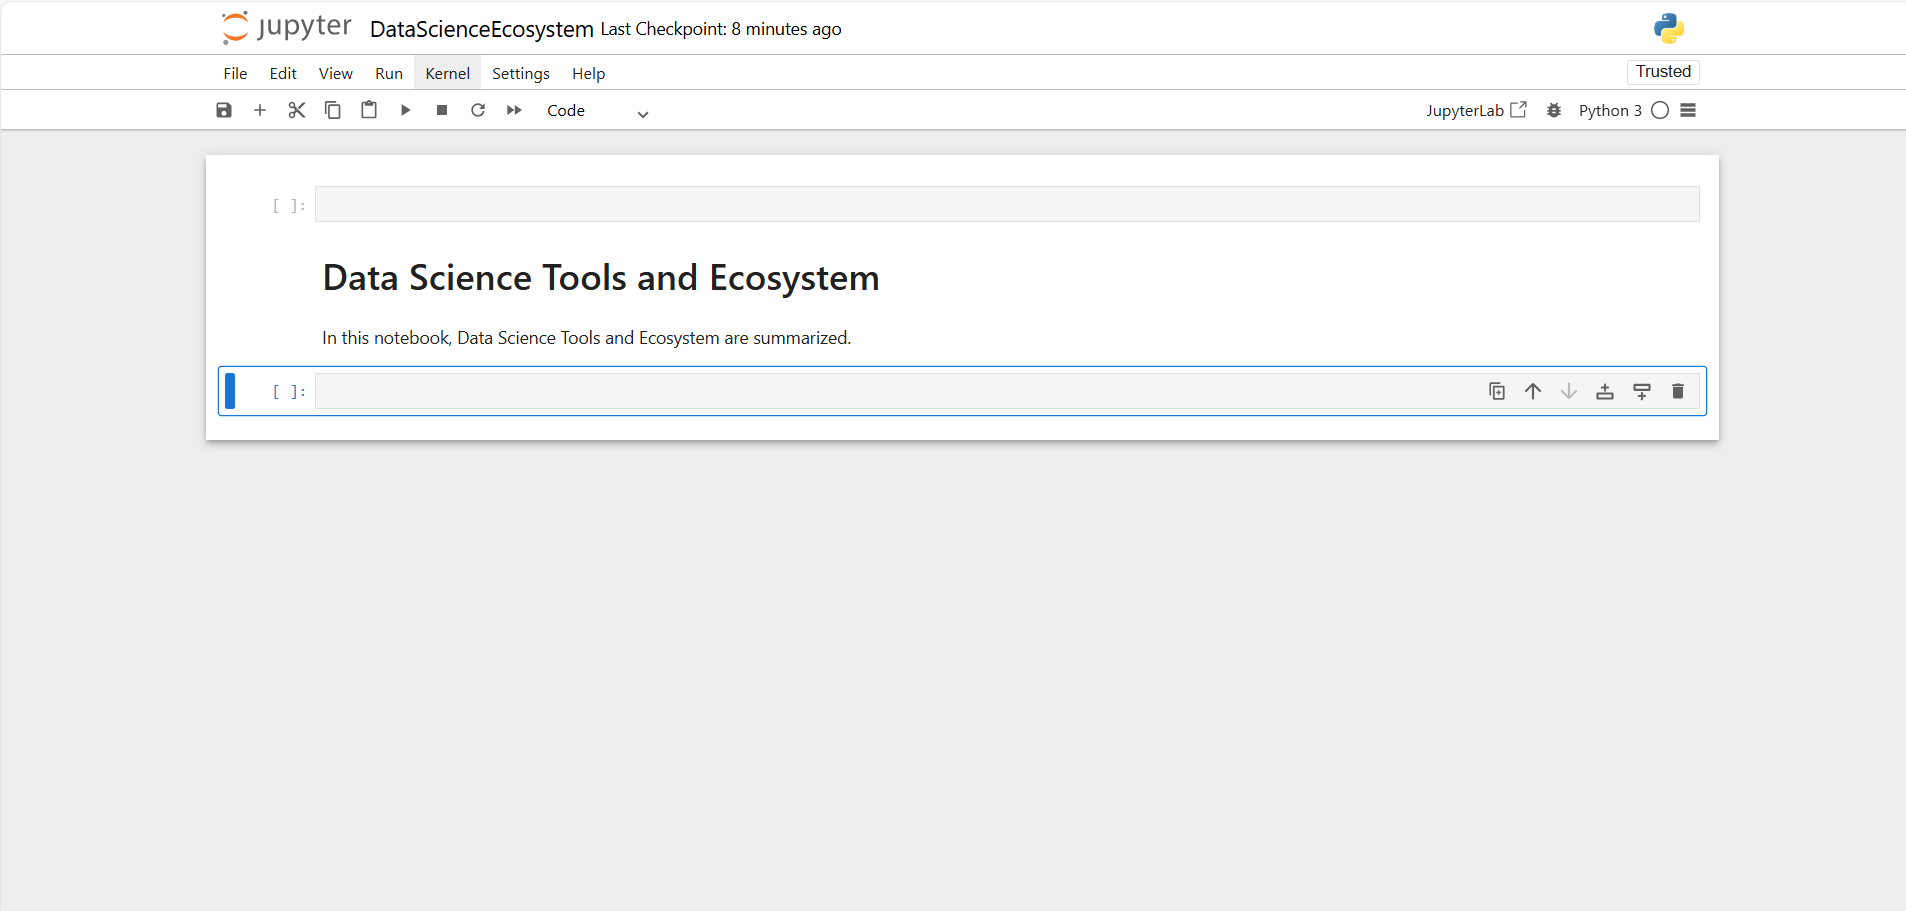 jupyter DataScienceEcosystem Last Checkpoint: 8 minutes ago
File Edit View Run Kernel Settings Help Trusted
Code JupyterLab Python 3
[ ]:
Data Science Tools and Ecosystem
In this notebook, Data Science Tools and Ecosystem are summarized.
[ ]: